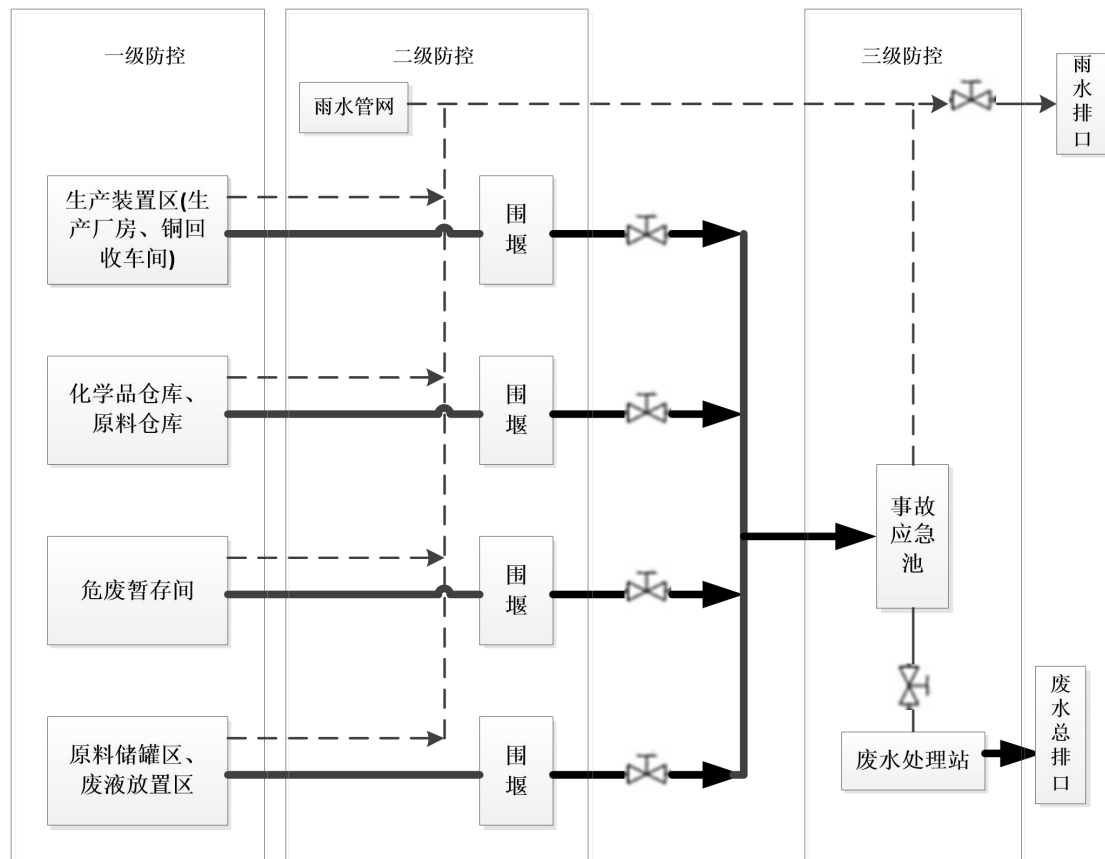 一级防控
二级防控
三级防控
雨水管网
雨
水
排
口
生产装置区(生
产厂房、铜回
收车间)
围
堰
化学品仓库、
原料仓库
围
堰
事故
应急
池
危废暂存间
围
堰
原料储罐区、
废液放置区
围
堰
废水处理站
废
水
总
排
口